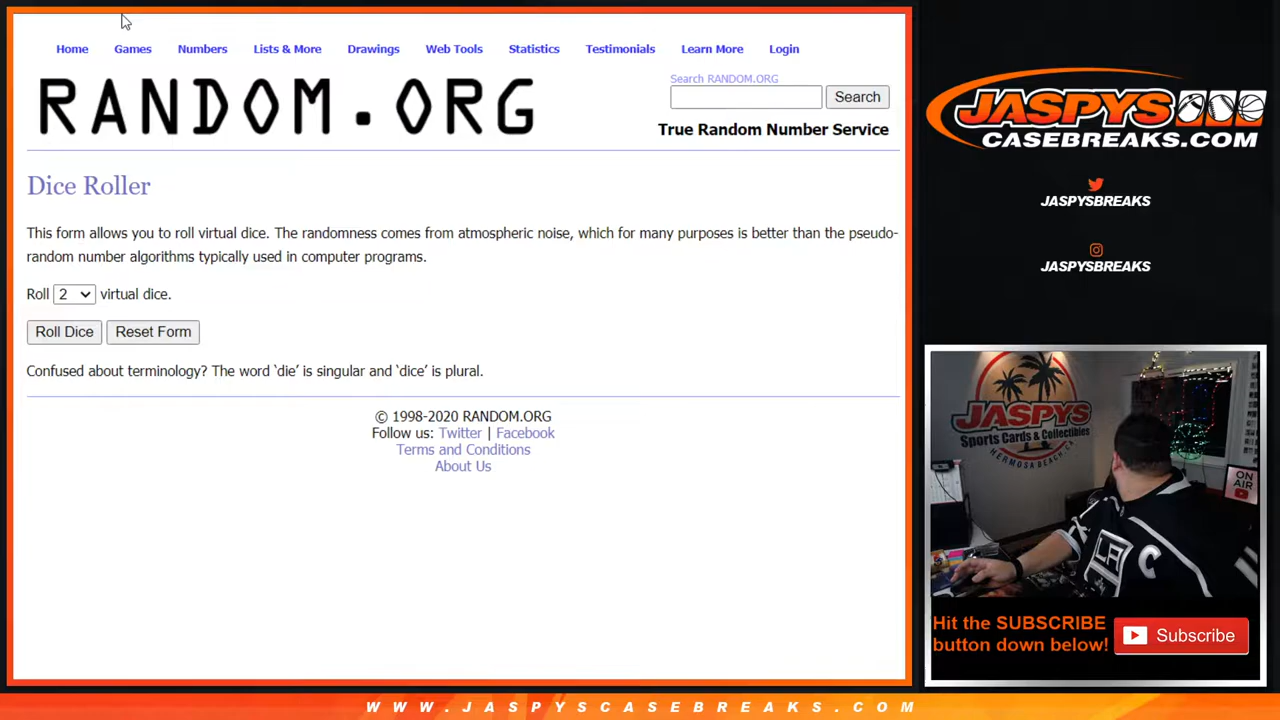 Home Games Numbers Lists & More Drawings Web Tools Statistics Testimonials Learn More Login
RANDOM.ORG
Search RANDOM.ORG
Search
True Random Number Service
Dice Roller
This form allows you to roll virtual dice. The randomness comes from atmospheric noise, which for many purposes is better than the pseudo-
random number algorithms typically used in computer programs.
Roll 2 virtual dice.
Roll Dice Reset Form
Confused about terminology? The word ‘die’ is singular and ‘dice’ is plural.
© 1998-2020 RANDOM.ORG
Follow us: Twitter | Facebook
Terms and Conditions
About Us
JASPYS
CASEBREAKS.COM
JASPYSBREAKS
JASPYSBREAKS
JASPYS
Sports Cards & Collectibles
HERMOSA BEACH, CA
ON
AIR
LA
C
Hit the SUBSCRIBE
button down below!
Subscribe
WWW.JASPYSCASEBREAKS.COM